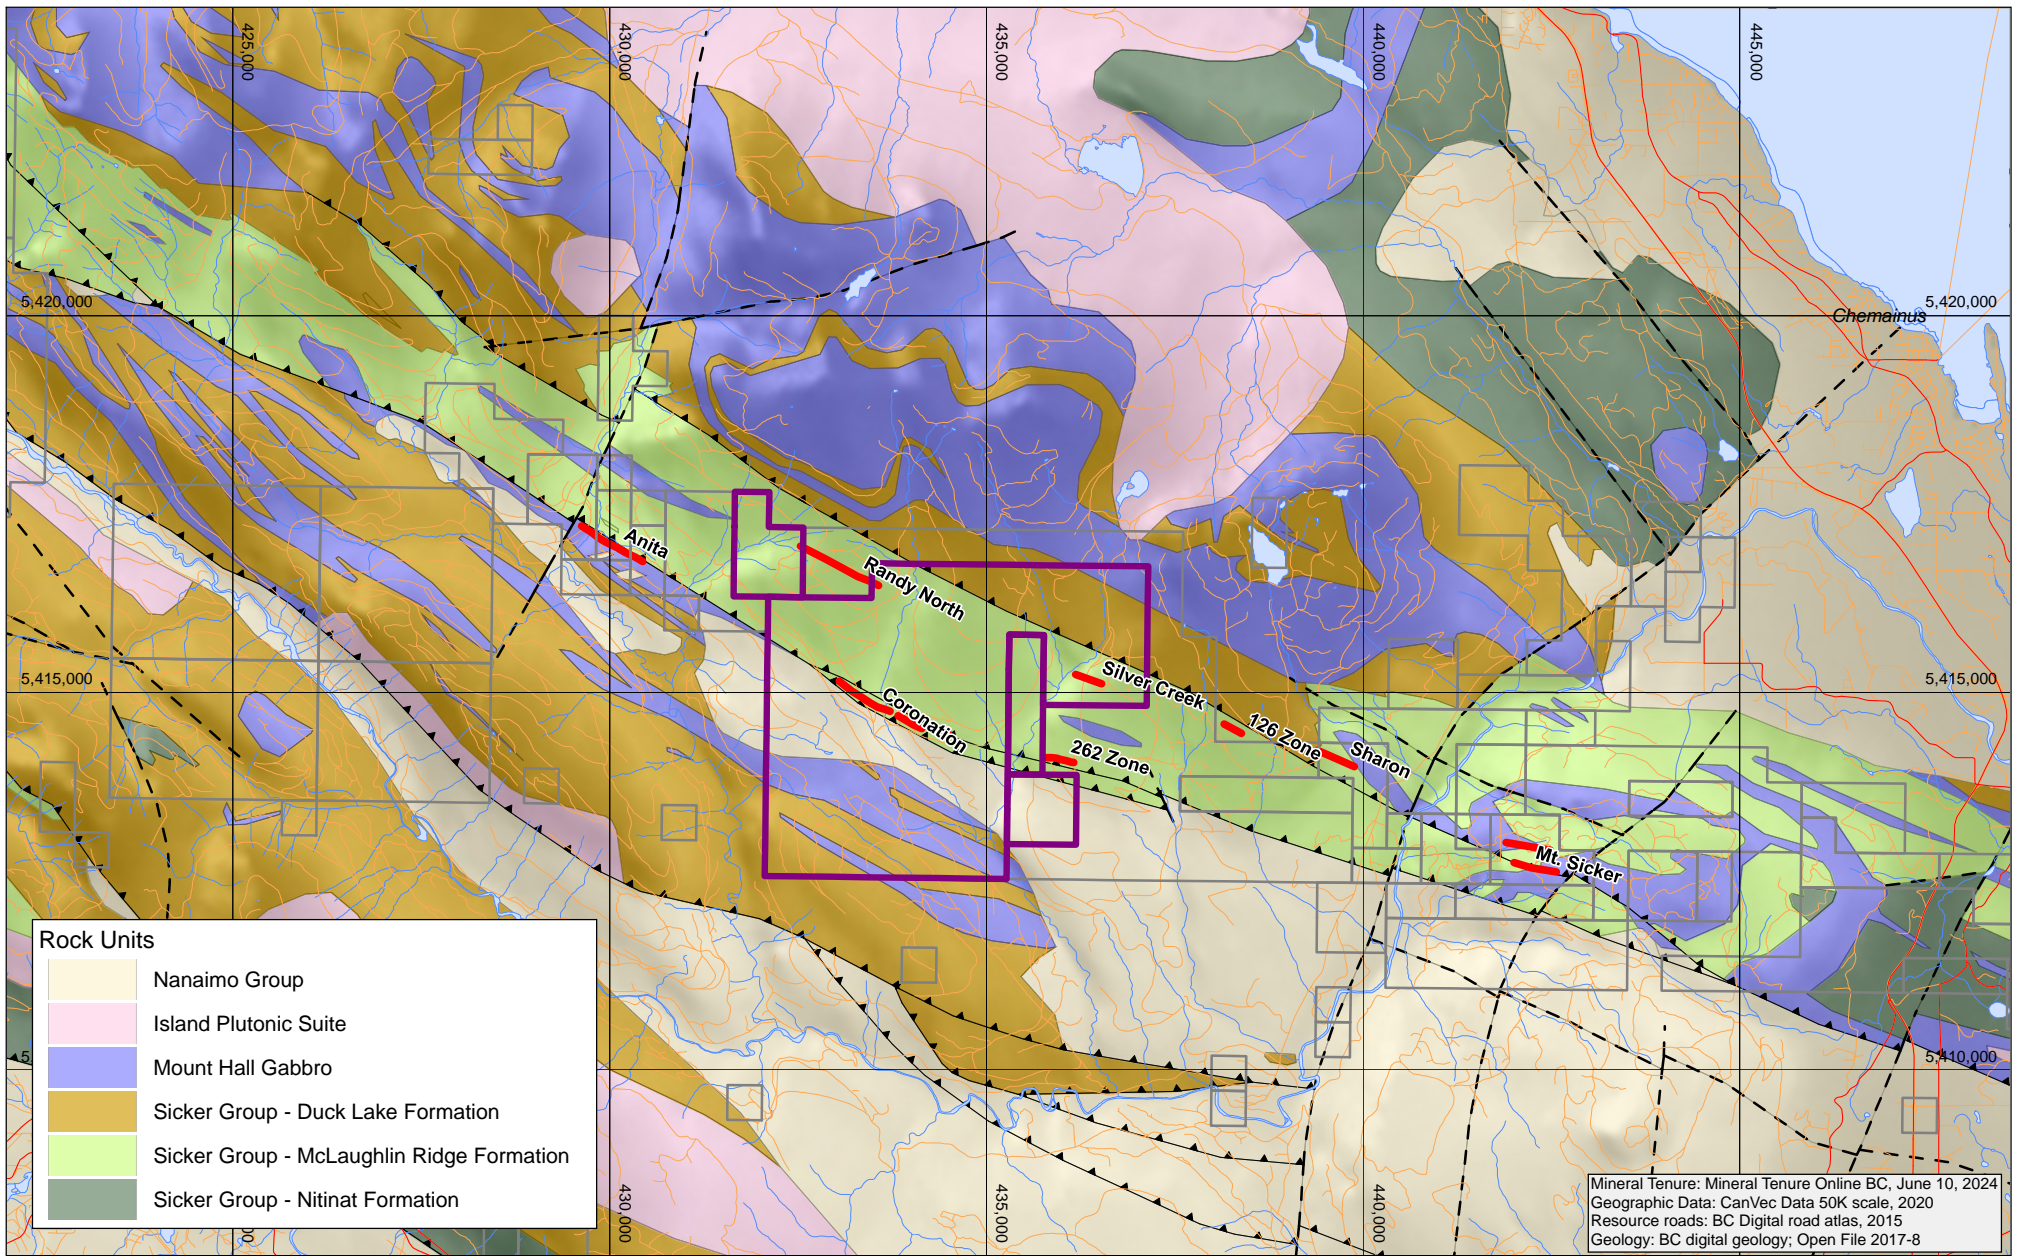 425,000
430,000
435,000
440,000
445,000
5,420,000
5,420,000
Chemainus
Anita
Randy North
5,415,000
5,415,000
Silver Creek
Coronation
126 Zone
262 Zone
Sharon
Mt. Sicker
5,410,000
Rock Units
Nanaimo Group
Island Plutonic Suite
Mount Hall Gabbro
Sicker Group - Duck Lake Formation
Sicker Group - McLaughlin Ridge Formation
Sicker Group - Nitinat Formation
430,000
435,000
440,000
Mineral Tenure: Mineral Tenure Online BC, June 10, 2024
Geographic Data: CanVec Data 50K scale, 2020
Resource roads: BC Digital road atlas, 2015
Geology: BC digital geology; Open File 2017-8